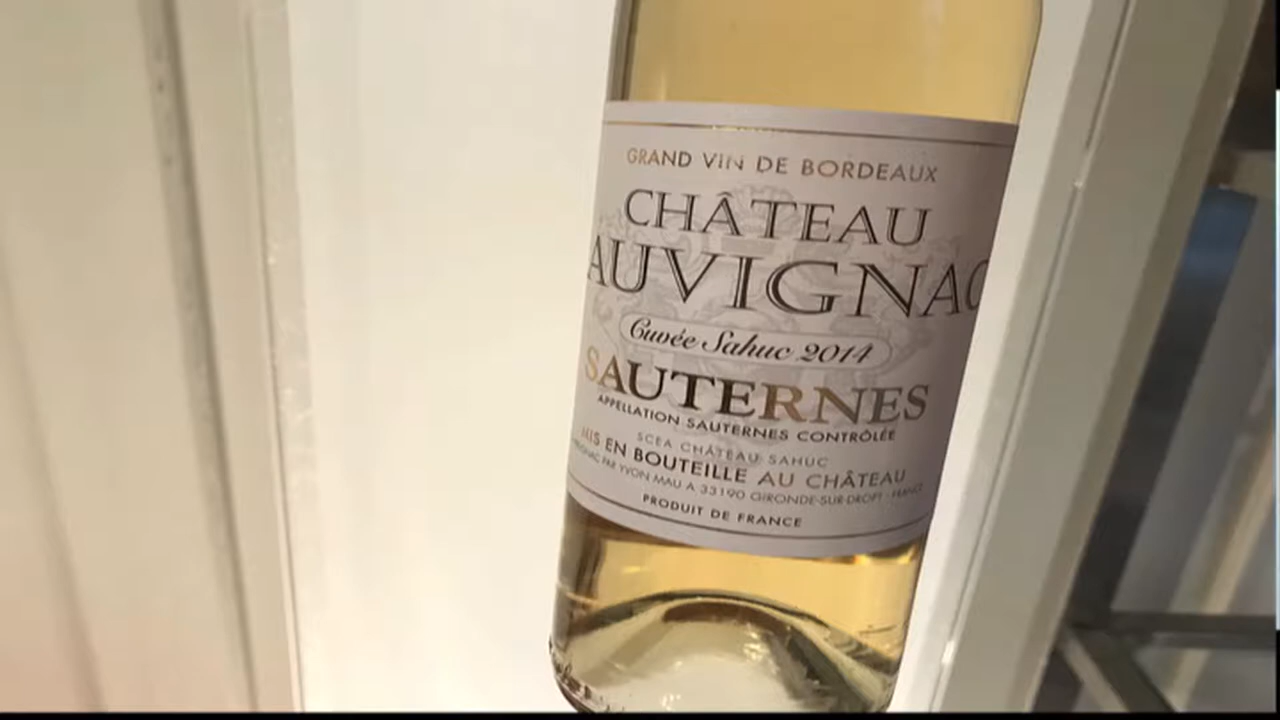 GRAND VIN DE BORDEAUX
CHÂTEAU
AUVIGNAC
Cuvée Sahuc 2014
SAUTERNES
APPELLATION SAUTERNES CONTRÔLÉE
SCEA CHÂTEAU SAHUC
MIS EN BOUTEILLE AU CHÂTEAU
PAR YVON MAU A 33190 GIRONDE-SUR-DROPT - FRANCE
PRODUIT DE FRANCE